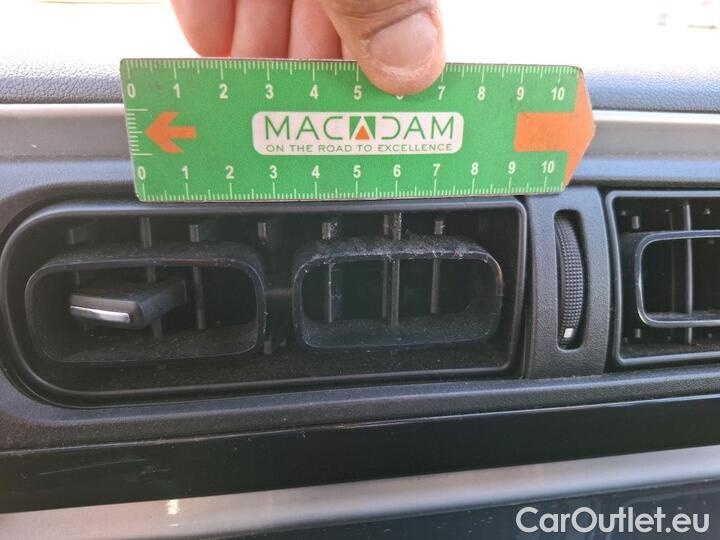 0 1 2 3 4 5 6 7 8 9 10
MACADAM
ON THE ROAD TO EXCELLENCE
0 1 2 3 4 5 6 7 8 9 10
CarOutlet.eu